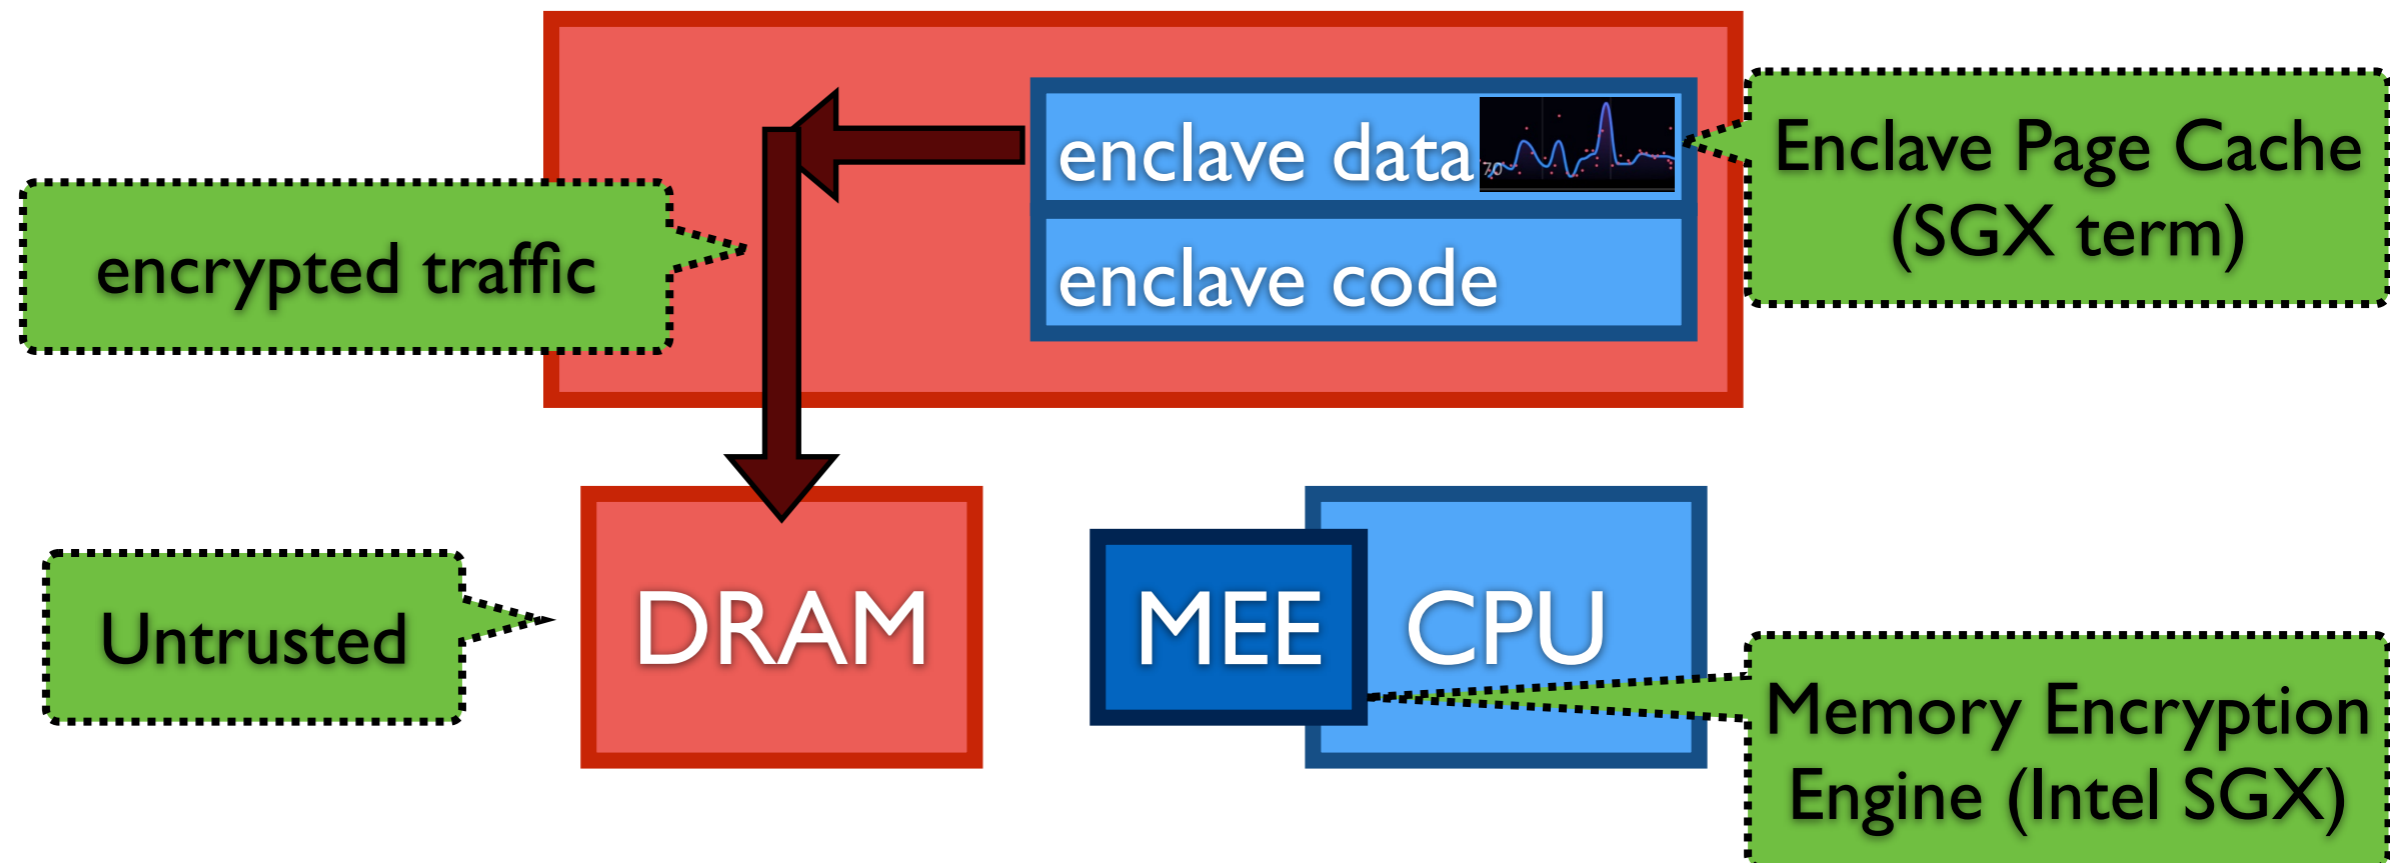 enclave data
70
Enclave Page Cache
(SGX term)
encrypted traffic
enclave code
Untrusted
DRAM
MEE
CPU
Memory Encryption
Engine (Intel SGX)